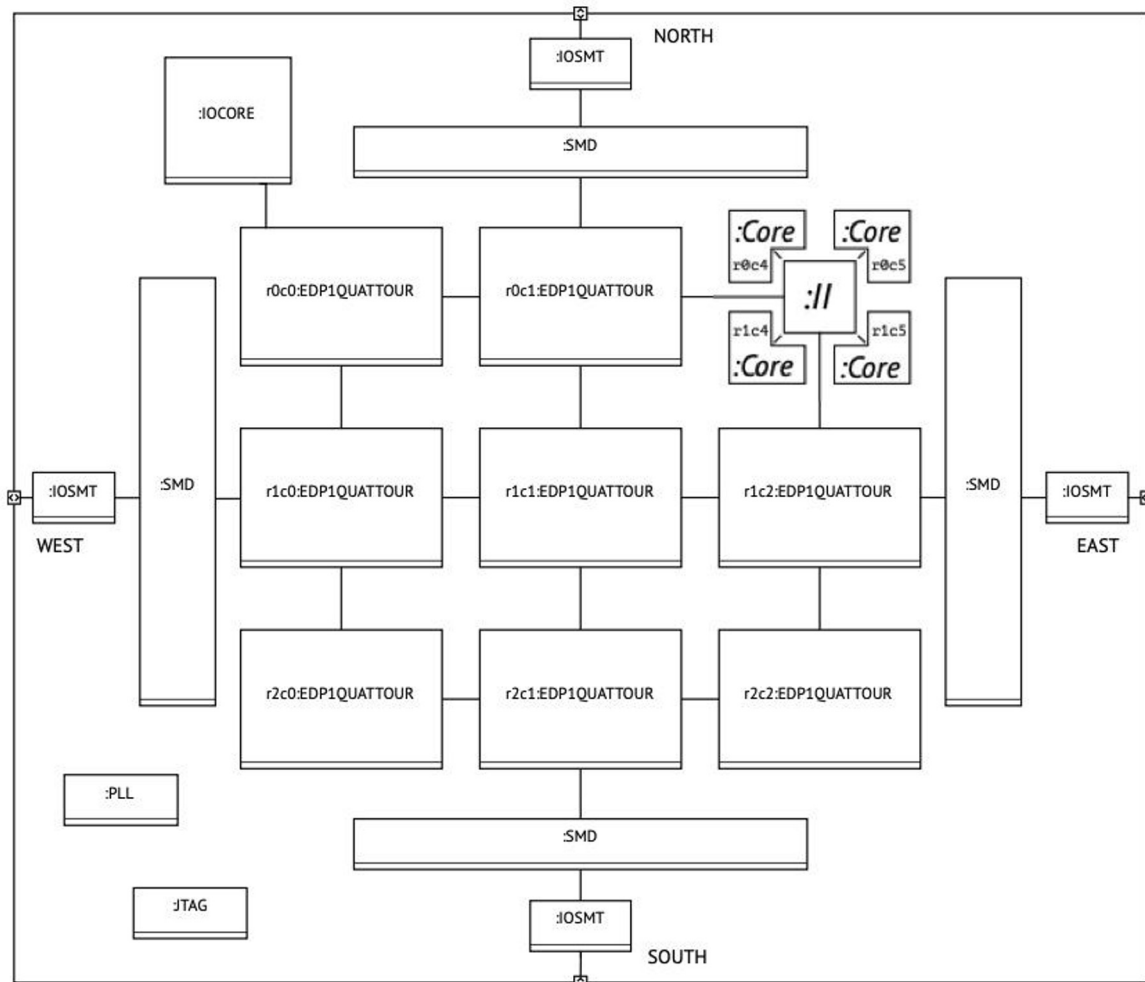 NORTH
:IOSMT
:IOCORE
:SMD
:Core :Core
r0c4 r0c5
r0c0:EDP1QUATTOUR r0c1:EDP1QUATTOUR ://
r1c4 r1c5
:Core :Core
:IOSMT :SMD r1c0:EDP1QUATTOUR r1c1:EDP1QUATTOUR r1c2:EDP1QUATTOUR :SMD :IOSMT
WEST EAST
r2c0:EDP1QUATTOUR r2c1:EDP1QUATTOUR r2c2:EDP1QUATTOUR
:PLL
:SMD
:JTAG
:IOSMT
SOUTH